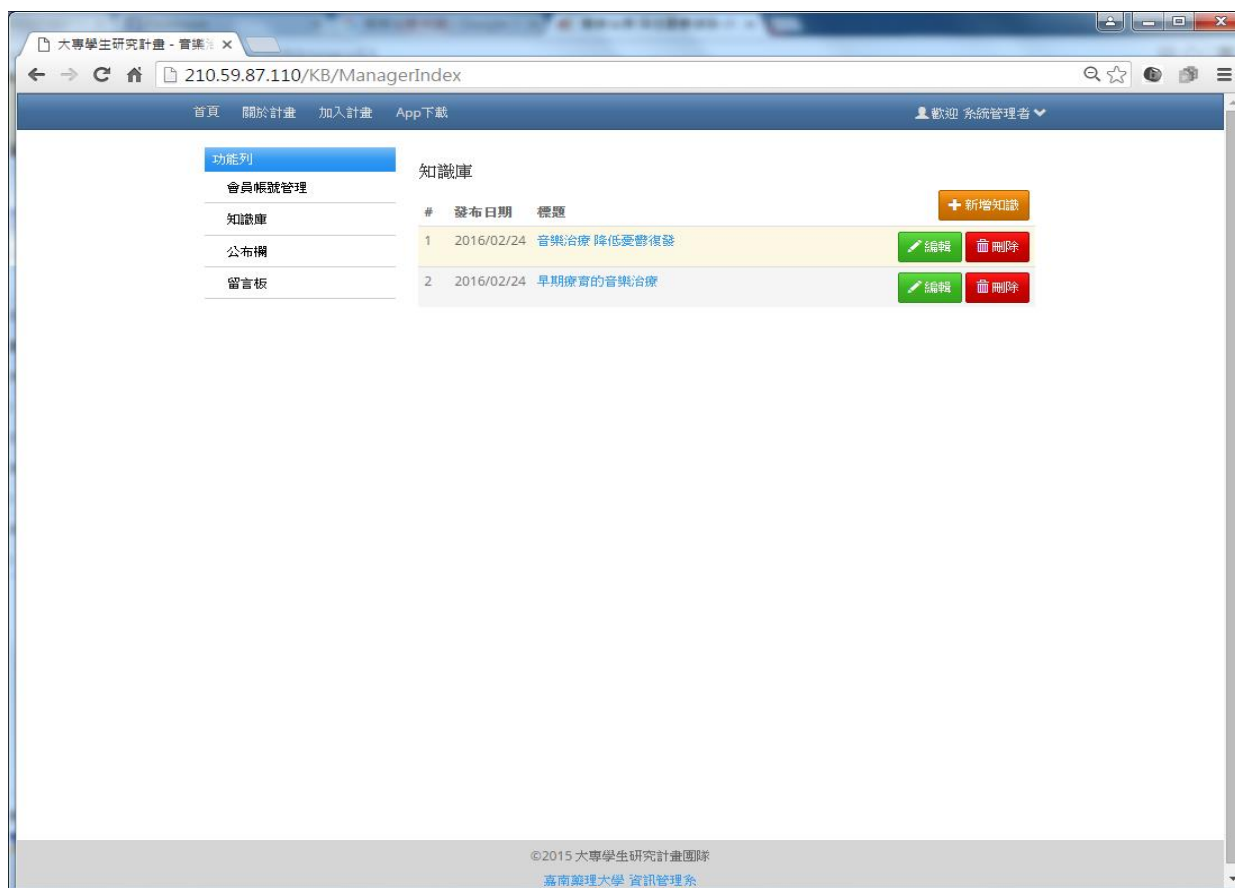 大專學生研究計畫 - 音樂
210.59.87.110/KB/ManagerIndex
首頁 關於計畫 加入計畫 App下載 歡迎 系統管理者
功能列
會員帳號管理
知識庫
公布欄
留言板
知識庫
新增知識
# 發布日期 標題
1 2016/02/24 音樂治療 降低憂鬱復發 編輯 刪除
2 2016/02/24 早期療育的音樂治療 編輯 刪除
©2015 大專學生研究計畫團隊
嘉南藥理大學 資訊管理系